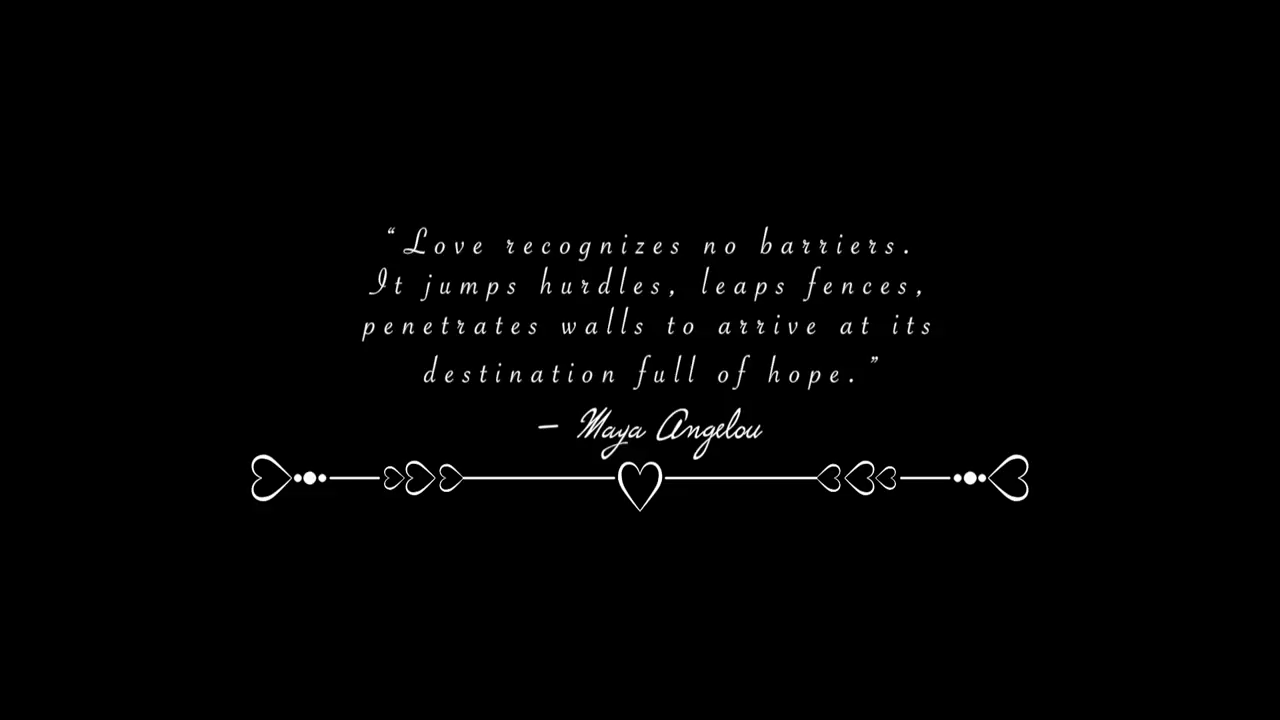 “Love recognizes no barriers.
It jumps hurdles, leaps fences,
penetrates walls to arrive at its
destination full of hope.”
— Maya Angelou